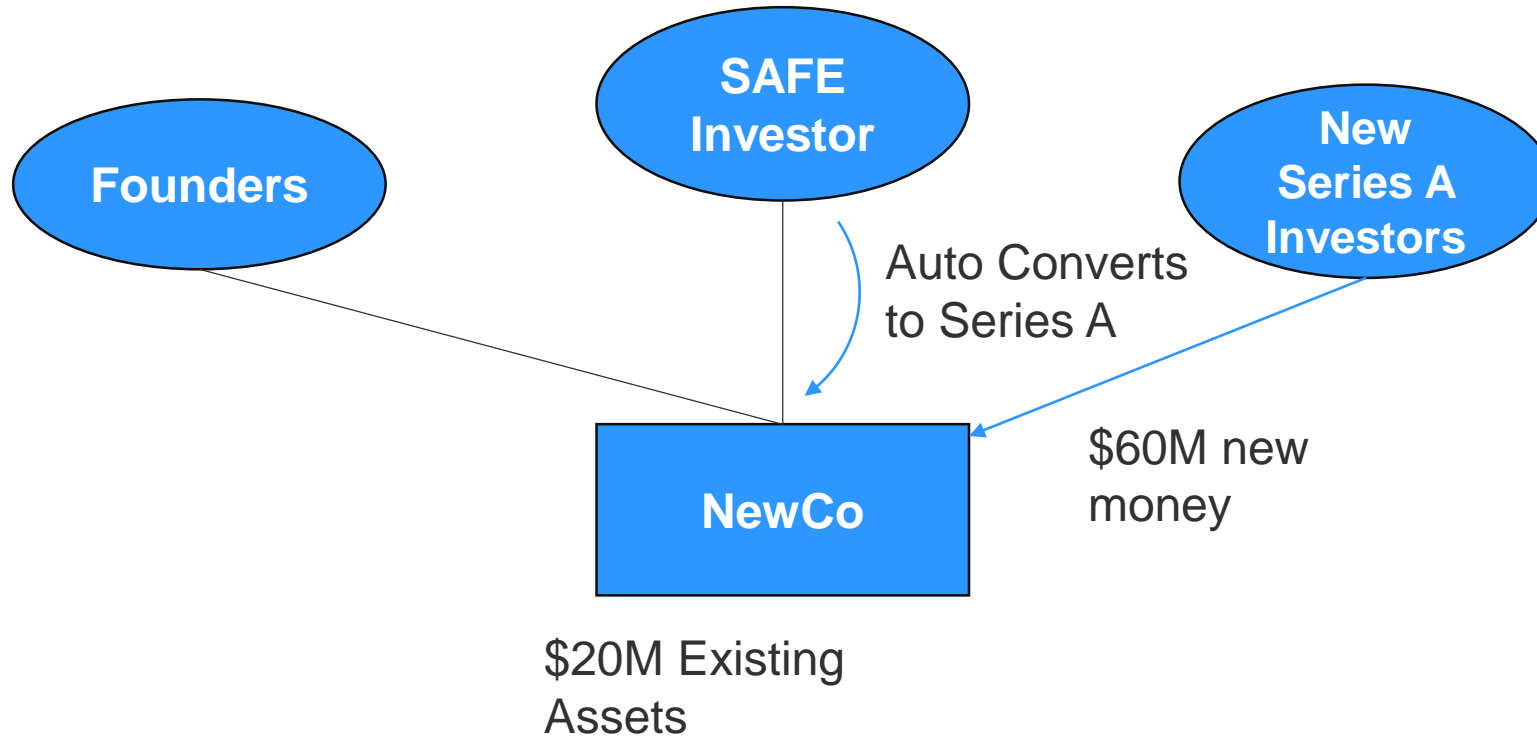 Founders
SAFE
Investor
New
Series A
Investors
Auto Converts
to Series A
$60M new
money
NewCo
$20M Existing
Assets